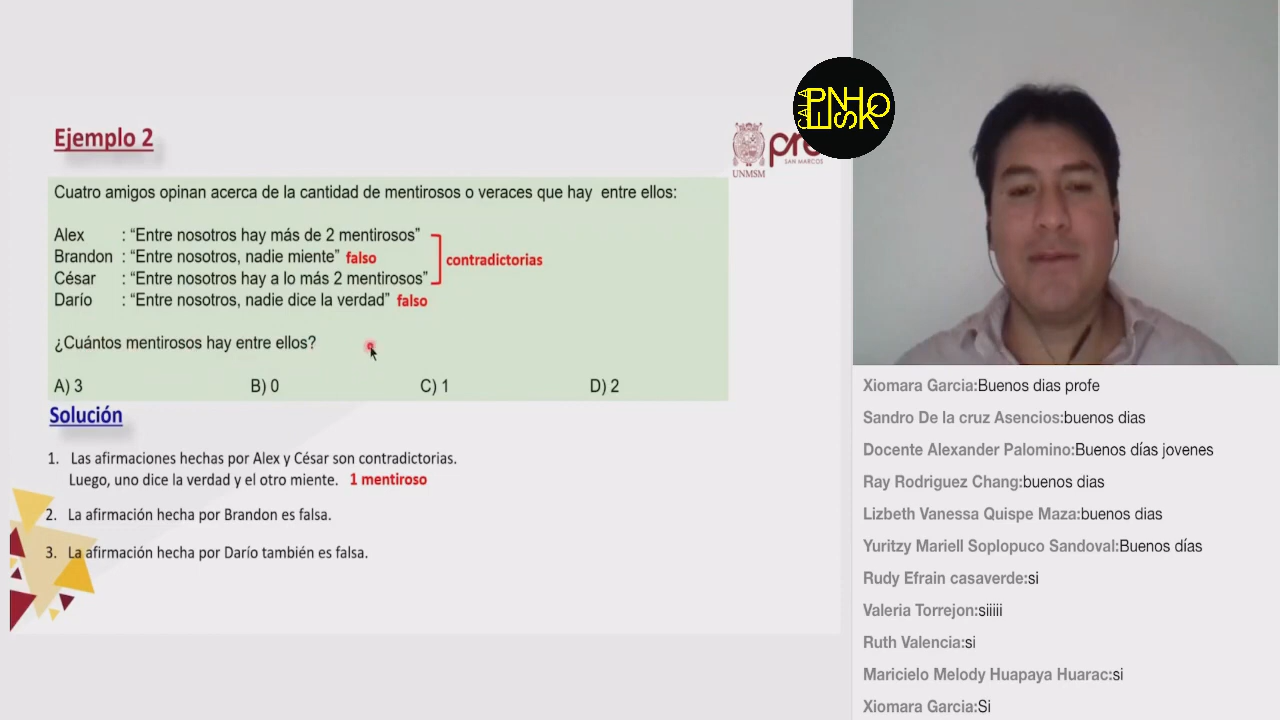 Ejemplo 2
UNMSM
pre
SAN MARCOS
CALA
PENHOSK
Cuatro amigos opinan acerca de la cantidad de mentirosos o veraces que hay entre ellos:
Alex : “Entre nosotros hay más de 2 mentirosos”
Brandon : “Entre nosotros, nadie miente” falso
contradictorias
César : “Entre nosotros hay a lo más 2 mentirosos”
Darío : “Entre nosotros, nadie dice la verdad” falso
¿Cuántos mentirosos hay entre ellos?
A) 3 B) 0 C) 1 D) 2
Solución
1. Las afirmaciones hechas por Alex y César son contradictorias.
Luego, uno dice la verdad y el otro miente. 1 mentiroso
2. La afirmación hecha por Brandon es falsa.
3. La afirmación hecha por Darío también es falsa.
Xiomara Garcia:Buenos dias profe
Sandro De la cruz Asencios:buenos dias
Docente Alexander Palomino:Buenos días jovenes
Ray Rodriguez Chang:buenos dias
Lizbeth Vanessa Quispe Maza:buenos dias
Yuritzy Mariell Soplopuco Sandoval:Buenos días
Rudy Efrain casaverde:si
Valeria Torrejon:siiiii
Ruth Valencia:si
Maricielo Melody Huapaya Huarac:si
Xiomara Garcia:Si